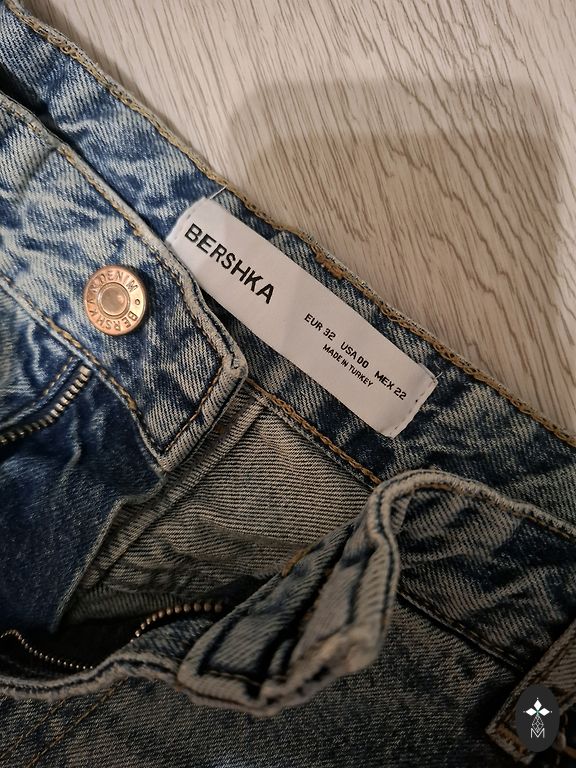 BERSHKA
EUR 32 USA 00 MEX 22
MADE IN TURKEY
BERSHKA DENIM
M